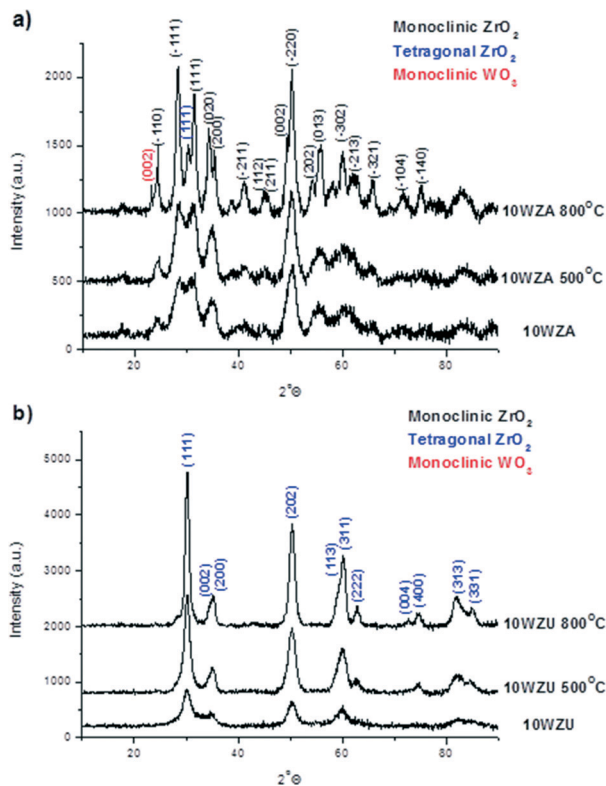 a)
Monoclinic ZrO₂
Tetragonal ZrO₂
Monoclinic WO₃
(002)
(-110)
(-111)
(111)
(111)
(020)
(200)
(-211)
(112)
(211)
(002)
(-220)
(202)
(013)
(-302)
(-213)
(-321)
(-104)
(-140)
2000
1500
1000
500
0
Intensity (a.u.)
10WZA 800°C
10WZA 500°C
10WZA
20
40
60
80
2°Θ
b)
Monoclinic ZrO₂
Tetragonal ZrO₂
Monoclinic WO₃
(111)
(002)
(200)
(202)
(113)
(311)
(222)
(004)
(400)
(313)
(331)
5000
4000
3000
2000
1000
0
Intensity (a.u.)
10WZU 800°C
10WZU 500°C
10WZU
20
40
60
80
2°Θ